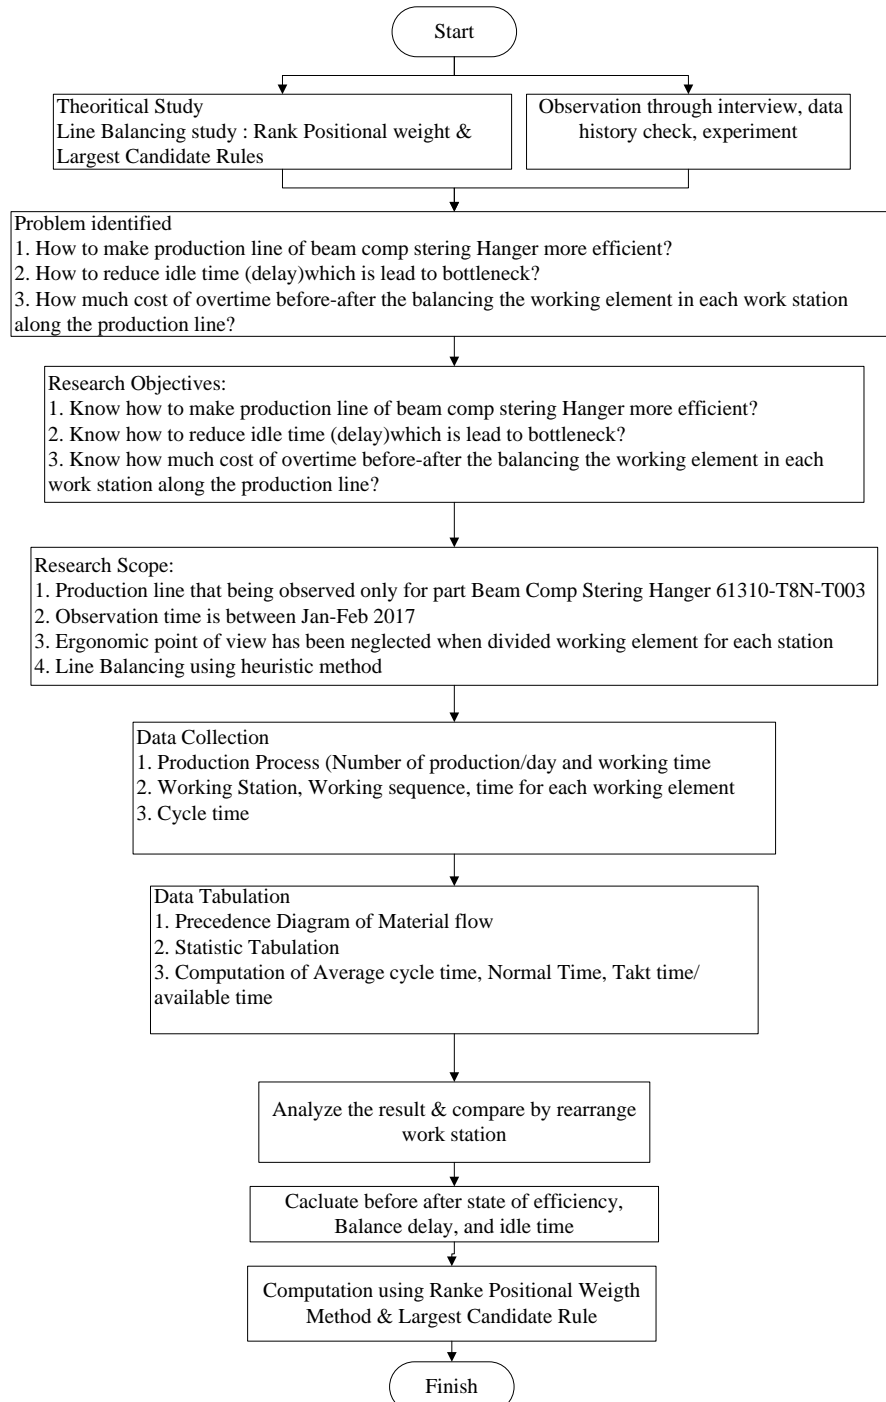 Start
Theoritical Study
Line Balancing study : Rank Positional weight &
Largest Candidate Rules
Observation through interview, data
history check, experiment
Problem identified
1. How to make production line of beam comp stering Hanger more efficient?
2. How to reduce idle time (delay)which is lead to bottleneck?
3. How much cost of overtime before-after the balancing the working element in each work station
along the production line?
Research Objectives:
1. Know how to make production line of beam comp stering Hanger more efficient?
2. Know how to reduce idle time (delay)which is lead to bottleneck?
3. Know how much cost of overtime before-after the balancing the working element in each
work station along the production line?
Research Scope:
1. Production line that being observed only for part Beam Comp Stering Hanger 61310-T8N-T003
2. Observation time is between Jan-Feb 2017
3. Ergonomic point of view has been neglected when divided working element for each station
4. Line Balancing using heuristic method
Data Collection
1. Production Process (Number of production/day and working time
2. Working Station, Working sequence, time for each working element
3. Cycle time
Data Tabulation
1. Precedence Diagram of Material flow
2. Statistic Tabulation
3. Computation of Average cycle time, Normal Time, Takt time/
available time
Analyze the result & compare by rearrange
work station
Cacluate before after state of efficiency,
Balance delay, and idle time
Computation using Ranke Positional Weigth
Method & Largest Candidate Rule
Finish